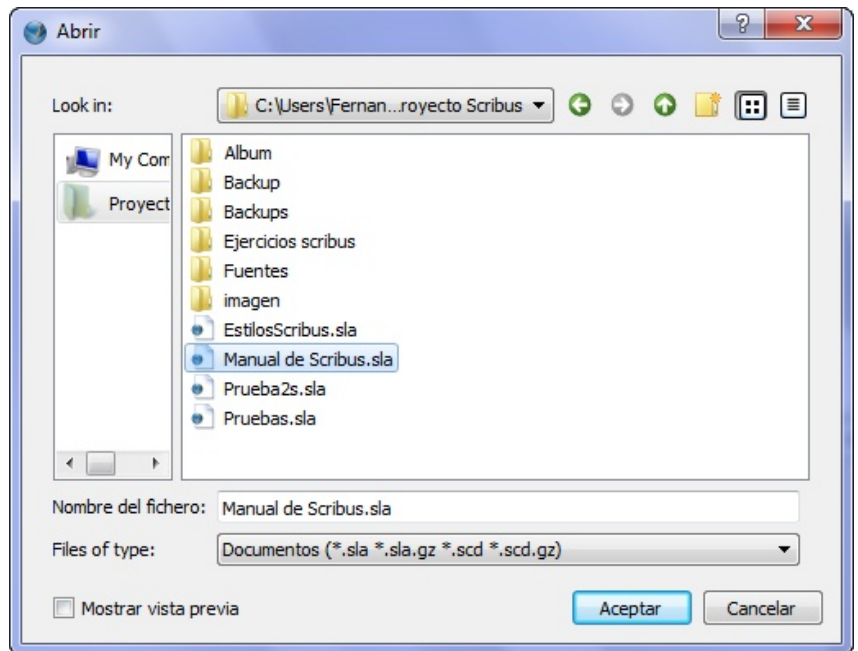 Abrir
Look in:
C:\Users\Fernan...royecto Scribus
My Com
Proyect
Album
Backup
Backups
Ejercicios scribus
Fuentes
imagen
EstilosScribus.sla
Manual de Scribus.sla
Prueba2s.sla
Pruebas.sla
Nombre del fichero: Manual de Scribus.sla
Files of type: Documentos (*.sla *.sla.gz *.scd *.scd.gz)
Mostrar vista previa
Aceptar
Cancelar